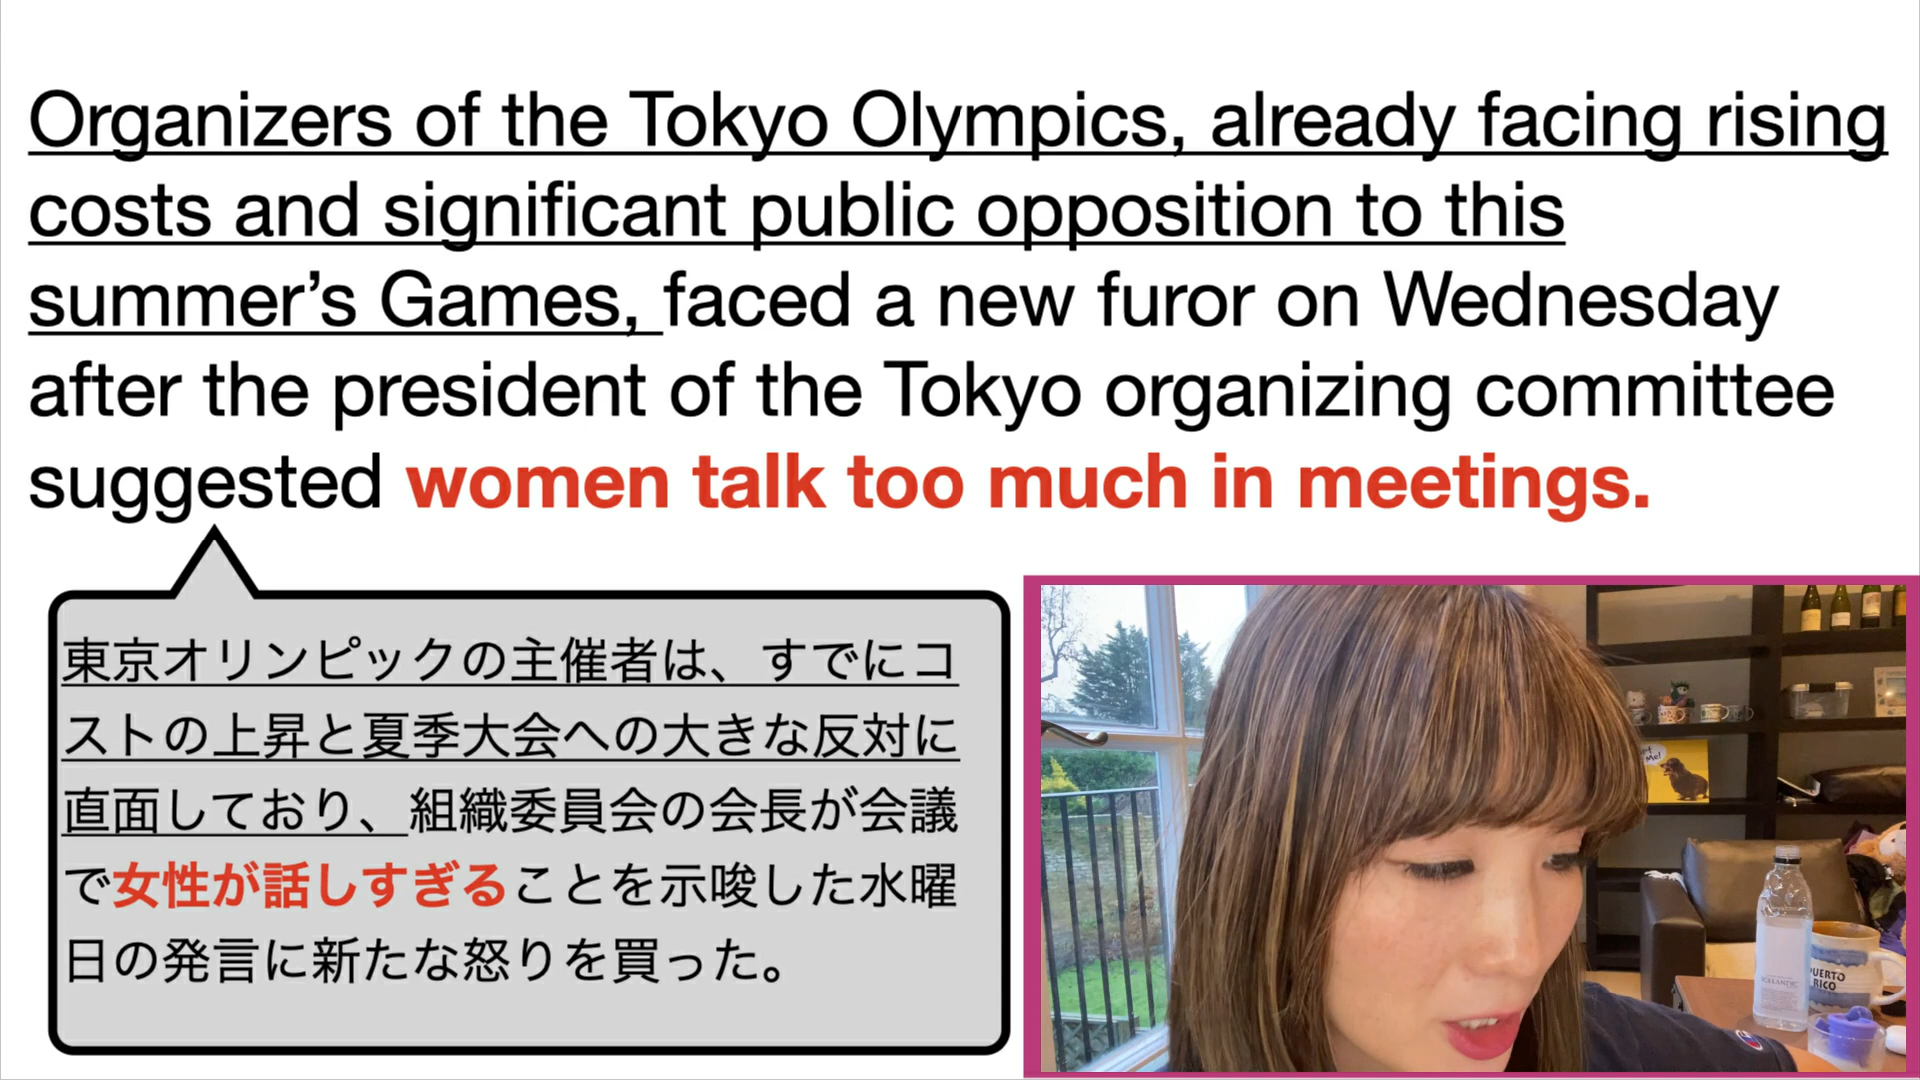 Organizers of the Tokyo Olympics, already facing rising
costs and significant public opposition to this
summer’s Games, faced a new furor on Wednesday
after the president of the Tokyo organizing committee
suggested women talk too much in meetings.
東京オリンピックの主催者は、すでにコ
ストの上昇と夏季大会への大きな反対に
直面しており、組織委員会の会長が会議
で女性が話しすぎることを示唆した水曜
日の発言に新たな怒りを買った。
Me!
PUERTO
RICO